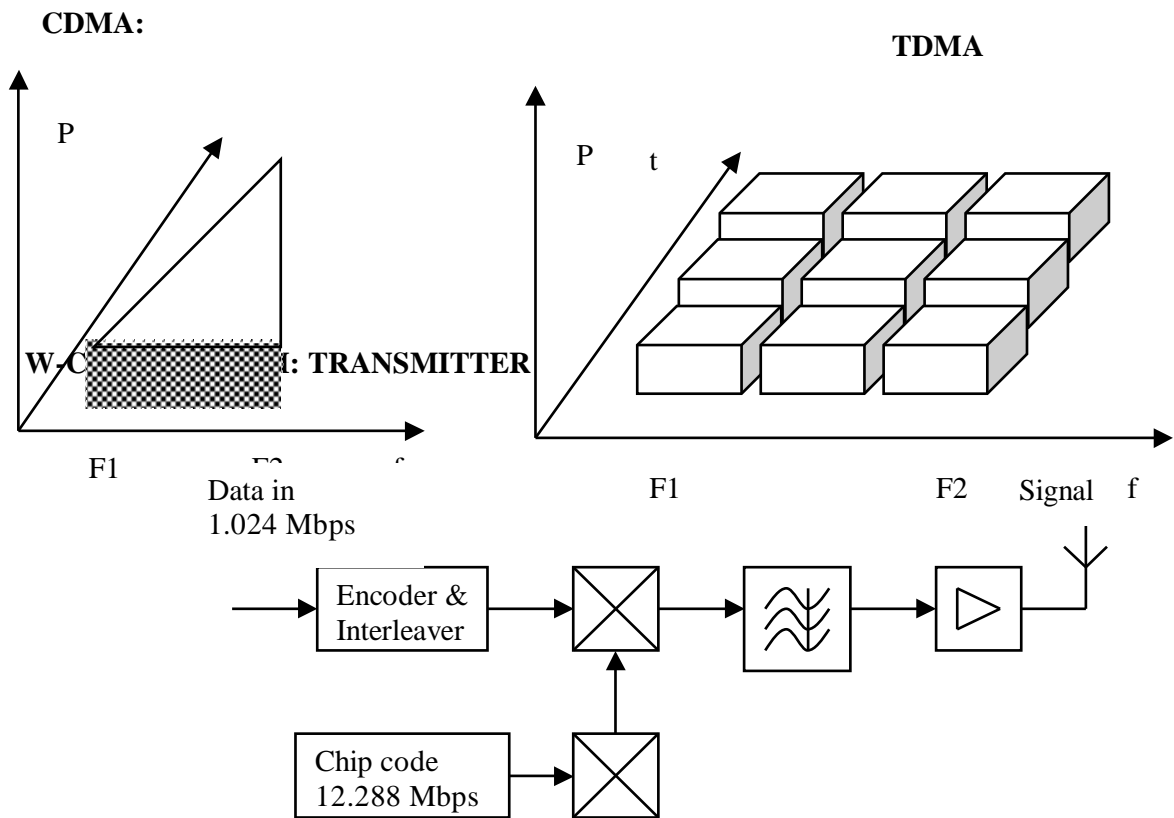 CDMA:
TDMA
P
P t
W-C M: TRANSMITTER
F1
Data in
1.024 Mbps
F1 F2 Signal f
Encoder &
Interleaver
Chip code
12.288 Mbps